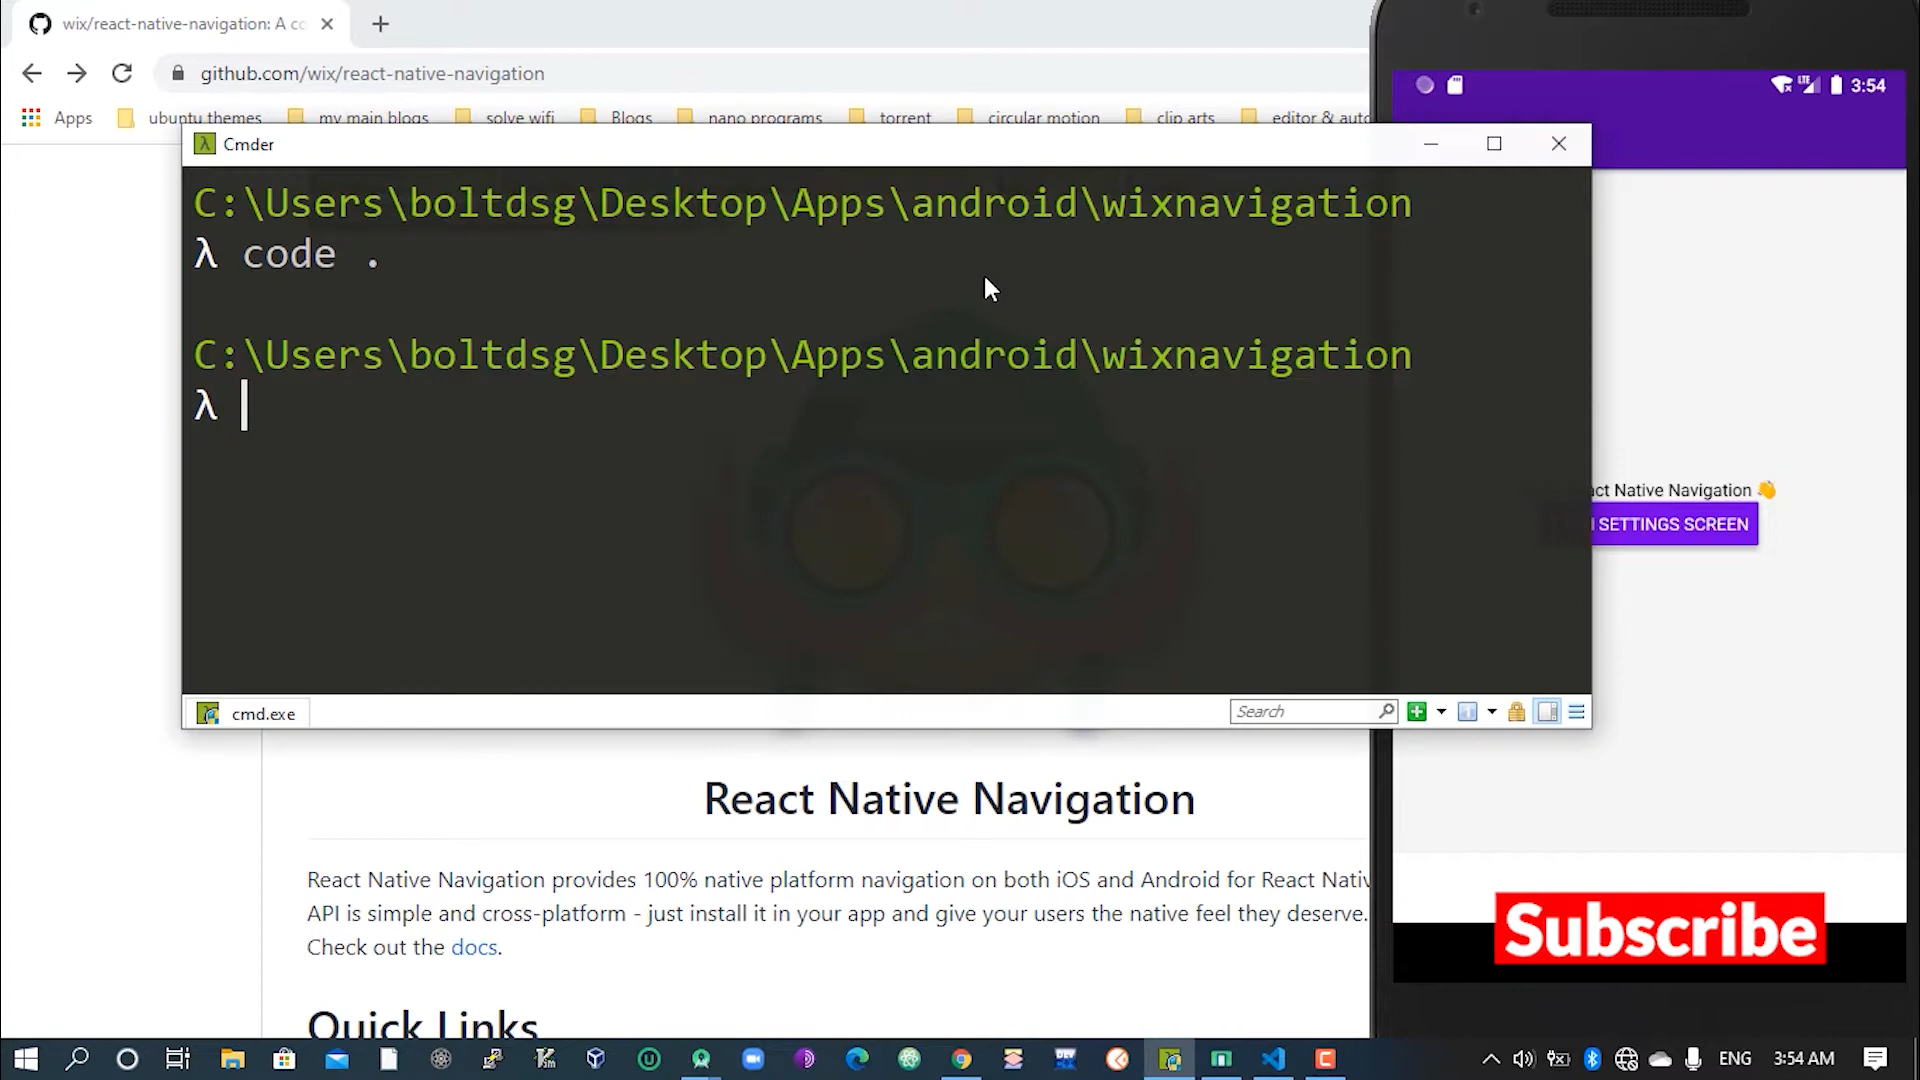 wix/react-native-navigation: A co
github.com/wix/react-native-navigation
Apps
ubuntu themes
my main blogs
solve wifi
Blogs
nano programs
torrent
circular motion
clip arts
editor & auto
LTE
3:54
Cmder
C:\Users\boltdsg\Desktop\Apps\android\wixnavigation
λ code .
C:\Users\boltdsg\Desktop\Apps\android\wixnavigation
λ
act Native Navigation 👋
SETTINGS SCREEN
cmd.exe
Search
React Native Navigation
React Native Navigation provides 100% native platform navigation on both iOS and Android for React Nativ
API is simple and cross-platform - just install it in your app and give your users the native feel they deserve.
Check out the docs.
Subscribe
Quick Links
ENG
3:54 AM